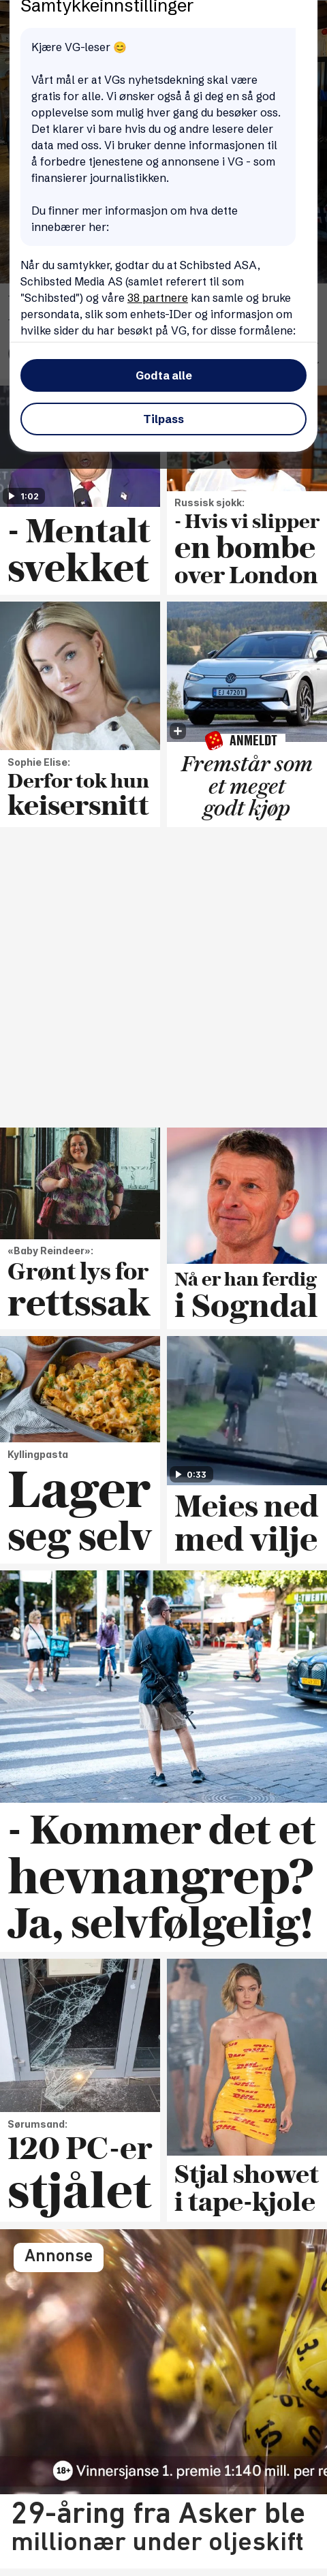 Samtykkeinnstillinger
Kjære VG-leser 😊
Vårt mål er at VGs nyhetsdekning skal være
gratis for alle. Vi ønsker også å gi deg en så god
opplevelse som mulig hver gang du besøker oss.
Det klarer vi bare hvis du og andre lesere deler
data med oss. Vi bruker denne informasjonen til
å forbedre tjenestene og annonsene i VG - som
finansierer journalistikken.
Du finner mer informasjon om hva dette
innebærer her:
Når du samtykker, godtar du at Schibsted ASA,
Schibsted Media AS (samlet referert til som
"Schibsted") og våre 38 partnere kan samle og bruke
persondata, slik som enhets-IDer og informasjon om
hvilke sider du har besøkt på VG, for disse formålene:
Godta alle
Tilpass
1:02
- Mentalt
svekket
Russisk sjokk:
- Hvis vi slipper
en bombe
over London
Sophie Elise:
Derfor tok hun
keisersnitt
EJ 47201
ANMELDT
Fremstår som
et meget
godt kjøp
«Baby Reindeer»:
Grønt lys for
rettssak
Nå er han ferdig
i Sogndal
Kyllingpasta
Lager
seg selv
0:33
Meies ned
med vilje
- Kommer det et
hevnangrep?
Ja, selvfølgelig!
Sørumsand:
120 PC-er
stjålet
DHL
Stjal showet
i tape-kjole
Annonse
18+ Vinnersjanse 1. premie 1:140 mill. per re
29-åring fra Asker ble
millionær under oljeskift